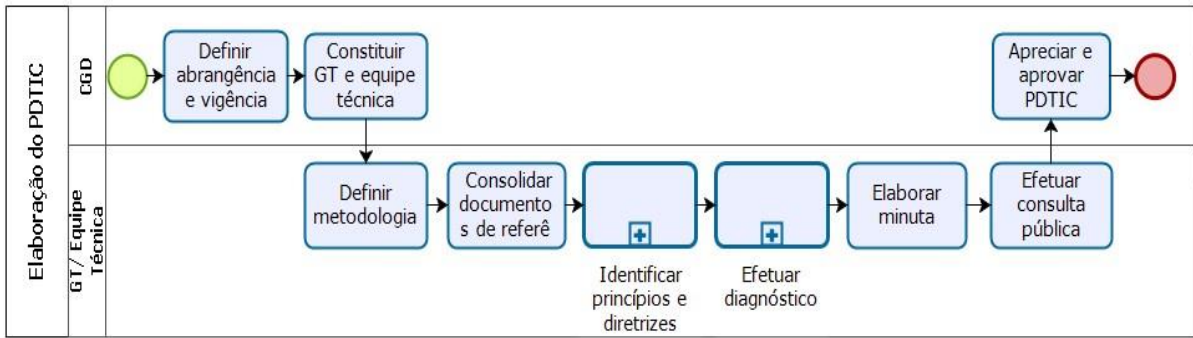 Elaboração do PDTIC
CGD
Definir
abrangência
e vigência
Constituir
GT e equipe
técnica
Apreciar e
aprovar
PDTIC
GT/ Equipe
Técnica
Definir
metodologia
Consolidar
documento
s de referê
Identificar
princípios e
diretrizes
Efetuar
diagnóstico
Elaborar
minuta
Efetuar
consulta
pública